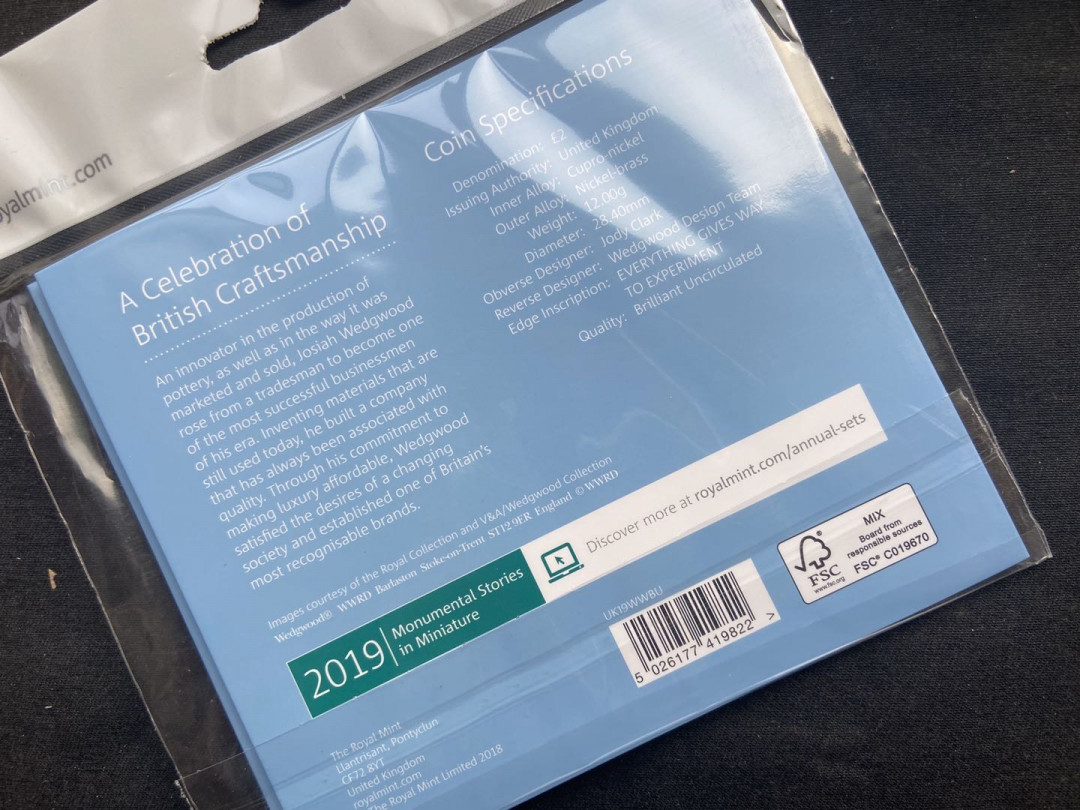 royalmint.com
A Celebration of
British Craftsmanship
An innovator in the production of
pottery, as well as in the way it was
marketed and sold, Josiah Wedgwood
rose from a tradesman to become one
of the most successful businessmen
of his era. Inventing materials that are
still used today, he built a company
that has always been associated with
quality. Through his commitment to
making luxury affordable, Wedgwood
satisfied the desires of a changing
society and established one of Britain's
most recognisable brands.
Coin Specifications
Denomination: £2
Issuing Authority: United Kingdom
Inner Alloy: Cupro nickel
Outer Alloy: Nickel-brass
Weight: 12.00g
Diameter: 28.40mm
Obverse Designer: Jody Clark
Reverse Designer: Wedgwood Design Team
Edge Inscription: EVERYTHING GIVES WAY
TO EXPERIMENT
Quality: Brilliant Uncirculated
Images courtesy of the Royal Collection and V&A/Wedgwood Collection
Wedgwood® WWRD Barlaston Stoke-on-Trent ST12 9ER England © WWRD
2019 | Monumental Stories
in Miniature
Discover more at royalmint.com/annual-sets
UK19WWBU
5 026177 419822 >
FSC
www.fsc.org
MIX
Board from
responsible sources
FSC® C019670
The Royal Mint
Llantrisant, Pontyclun
CF72 8YT
United Kingdom
royalmint.com
The Royal Mint Limited 2018